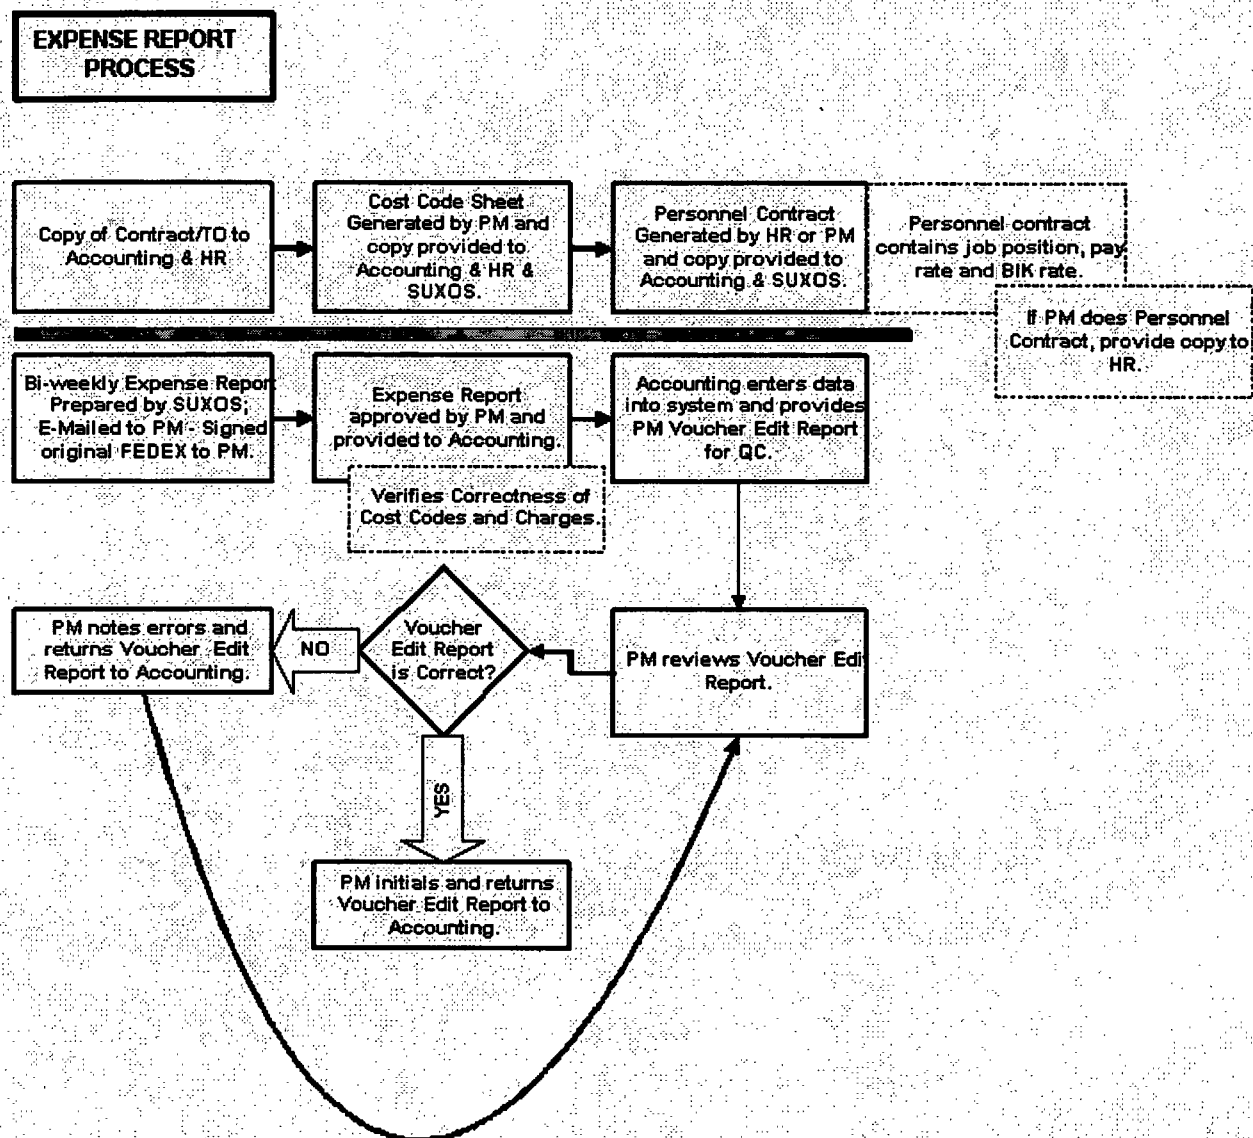 EXPENSE REPORT
PROCESS
Copy of Contract/TO to
Accounting & HR
Cost Code Sheet
Generated by PM and
copy provided to
Accounting & HR &
SUXOS.
Personnel Contract
Generated by HR or PM
and copy provided to
Accounting & SUXOS.
Personnel contract
contains job position, pay
rate and BIK rate.
If PM does Personnel
Contract, provide copy to
HR.
Bi-weekly Expense Report
Prepared by SUXOS;
E-Mailed to PM - Signed
original FEDEX to PM.
Expense Report
approved by PM and
provided to Accounting.
Verifies Correctness of
Cost Codes and Charges.
Accounting enters data
into system and provides
PM Voucher Edit Report
for QC.
PM notes errors and
returns Voucher Edit
Report to Accounting.
NO
Voucher
Edit Report
is Correct?
PM reviews Voucher Edit
Report.
YES
PM initials and returns
Voucher Edit Report to
Accounting.